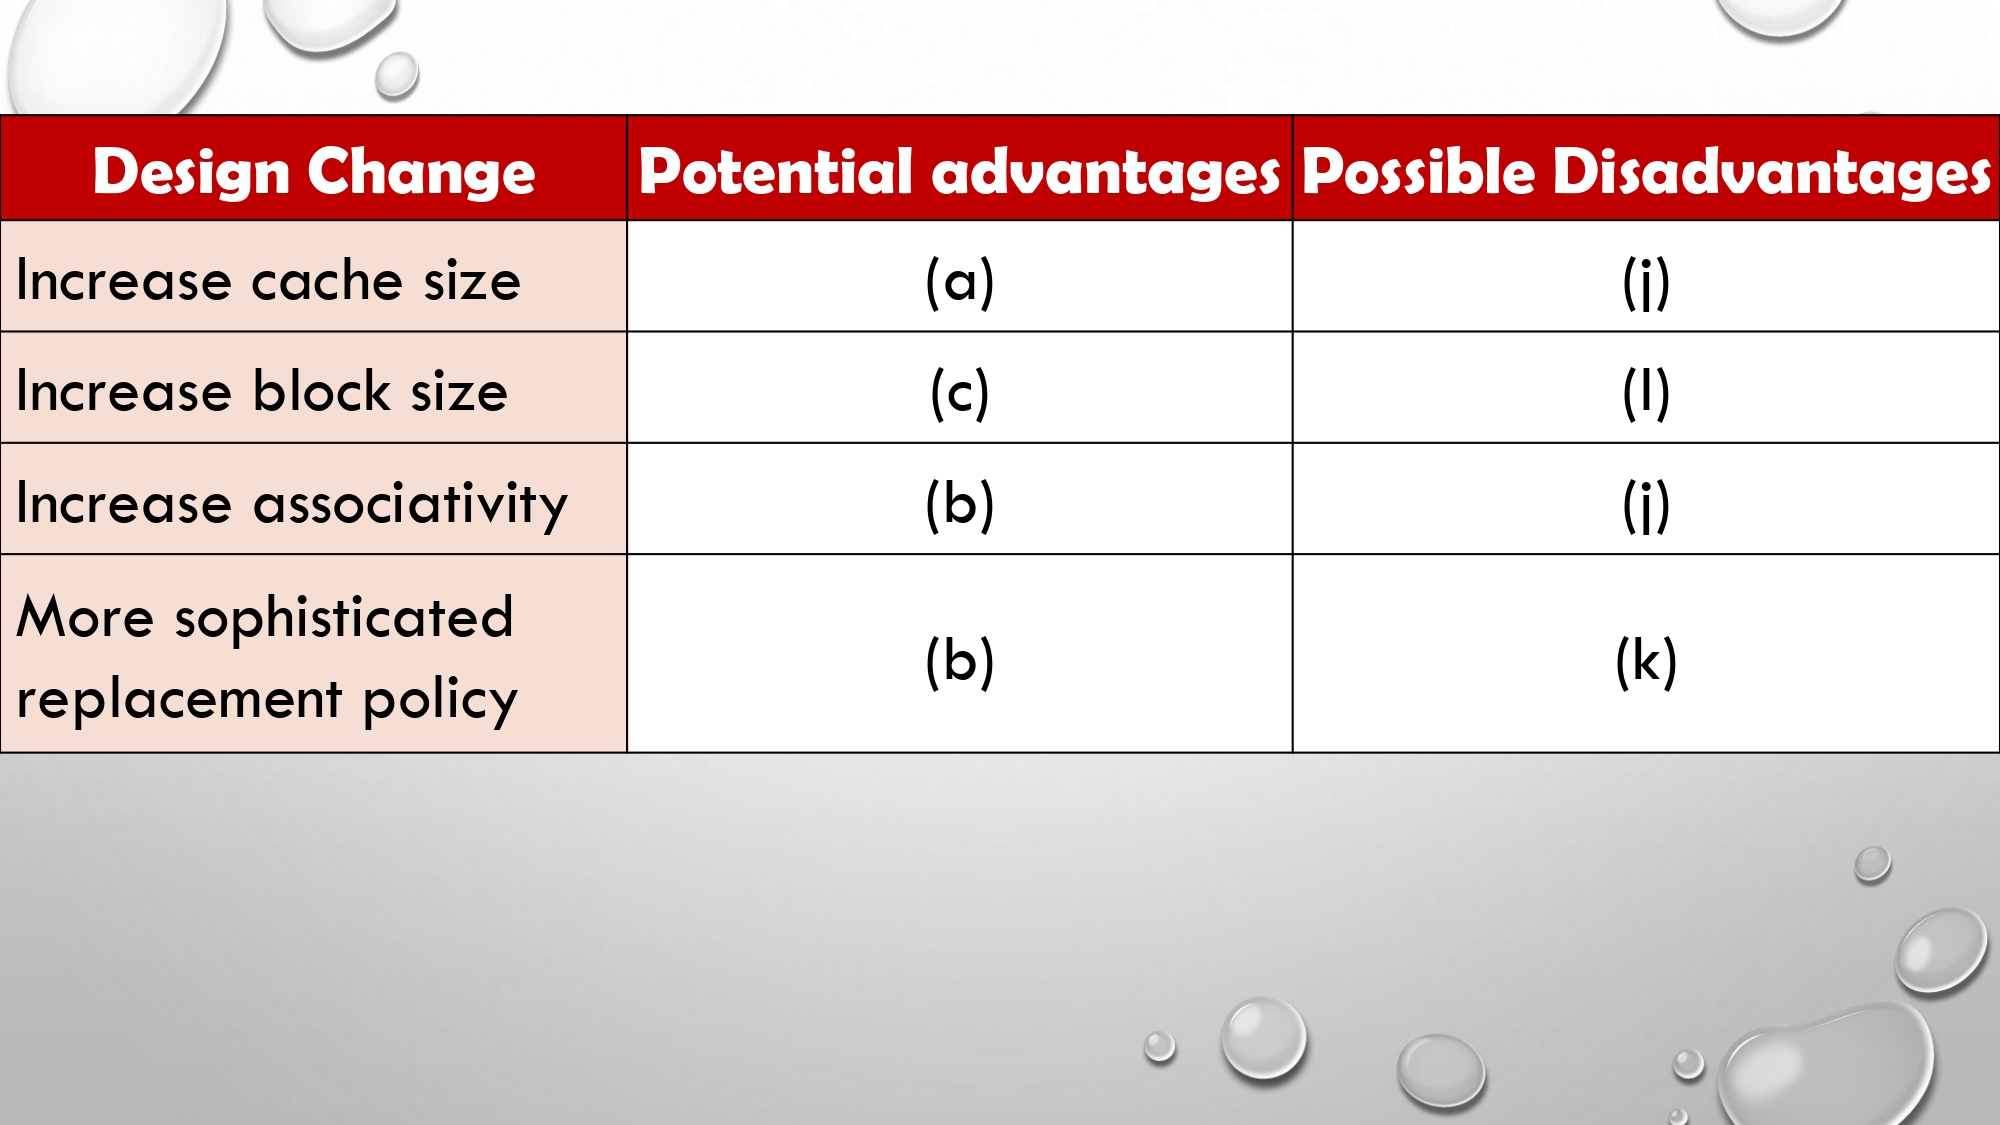 Design Change
Potential advantages
Possible Disadvantages
Increase cache size
(a)
(j)
Increase block size
(c)
(l)
Increase associativity
(b)
(j)
More sophisticated
replacement policy
(b)
(k)